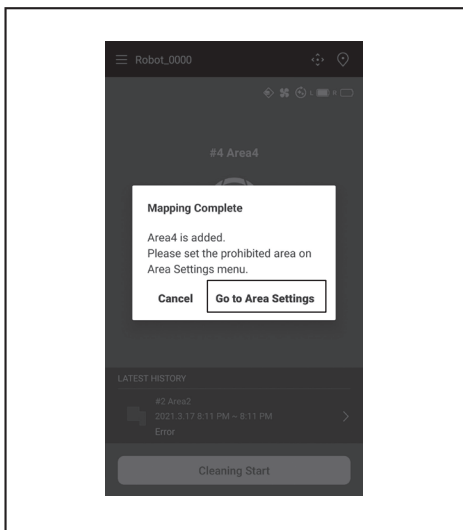 Robot_0000
L R
#4 Area4
Mapping Complete
Area4 is added.
Please set the prohibited area on
Area Settings menu.
Cancel Go to Area Settings
LATEST HISTORY
#2 Area2
2021.3.17 8:11 PM ~ 8:11 PM
Error
Cleaning Start